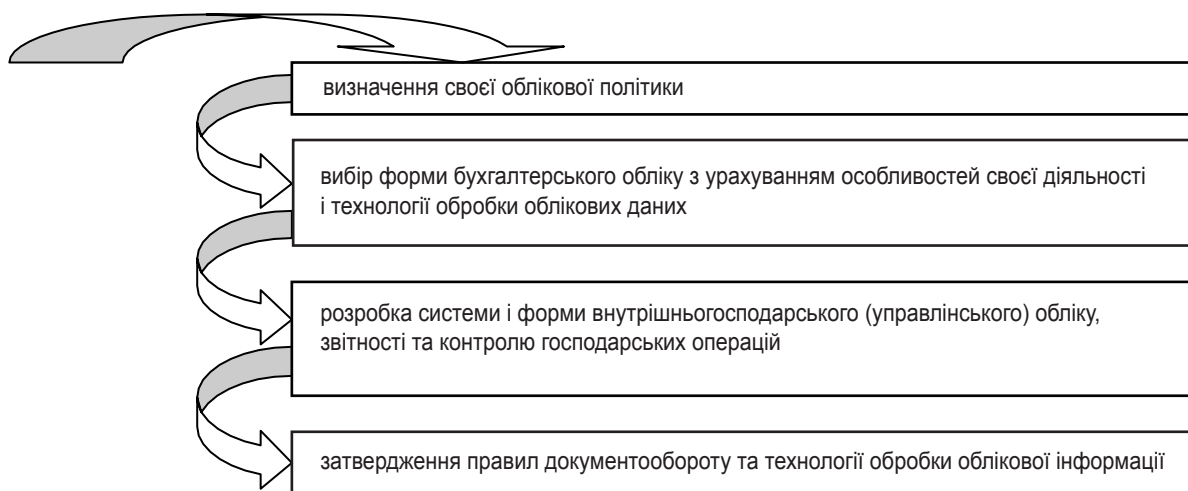 визначення своєї облікової політики
вибір форми бухгалтерського обліку з урахуванням особливостей своєї діяльності
і технології обробки облікових даних
розробка системи і форми внутрішньогосподарського (управлінського) обліку,
звітності та контролю господарських операцій
затвердження правил документообороту та технології обробки облікової інформації